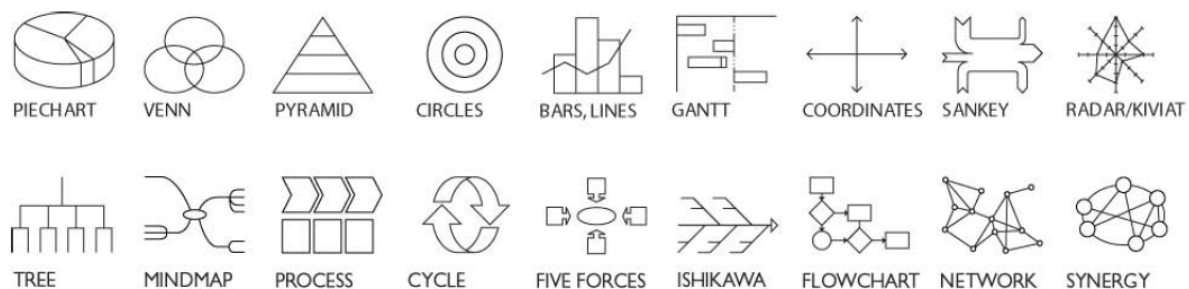 PIECHART VENN PYRAMID CIRCLES BARS, LINES GANTT COORDINATES SANKEY RADAR/KIVIAT
TREE MINDMAP PROCESS CYCLE FIVE FORCES ISHIKAWA FLOWCHART NETWORK SYNERGY